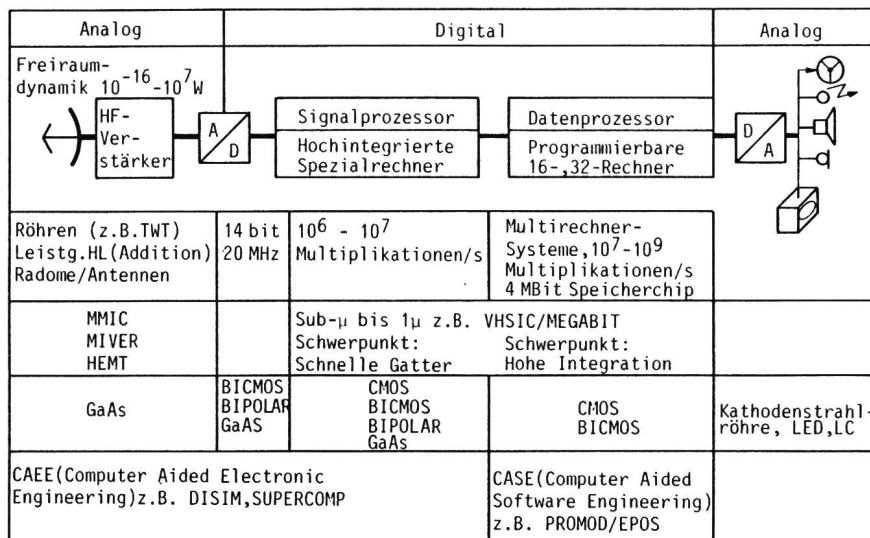 Analog
Digital
Analog
Freiraum-
dynamik 10^-16 -10^7 W
HF-
Ver-
stärker
A
D
Signalprozessor
Hochintegrierte
Spezialrechner
Datenprozessor
Programmierbare
16-,32-Rechner
D
A
Röhren (z.B.TWT)
Leistg.HL(Addition)
Radome/Antennen
14 bit
20 MHz
10^6 - 10^7
Multiplikationen/s
Multirechner-
Systeme,10^7-10^9
Multiplikationen/s
4 MBit Speicherchip
MMIC
MIVER
HEMT
Sub-µ bis 1µ z.B. VHSIC/MEGABIT
Schwerpunkt:
Schnelle Gatter
Schwerpunkt:
Hohe Integration
GaAs
BICMOS
BIPOLAR
GaAS
CMOS
BICMOS
BIPOLAR
GaAs
CMOS
BICMOS
Kathodenstrahl-
röhre, LED,LC
CAEE(Computer Aided Electronic
Engineering)z.B. DISIM,SUPERCOMP
CASE(Computer Aided
Software Engineering)
z.B. PROMOD/EPOS